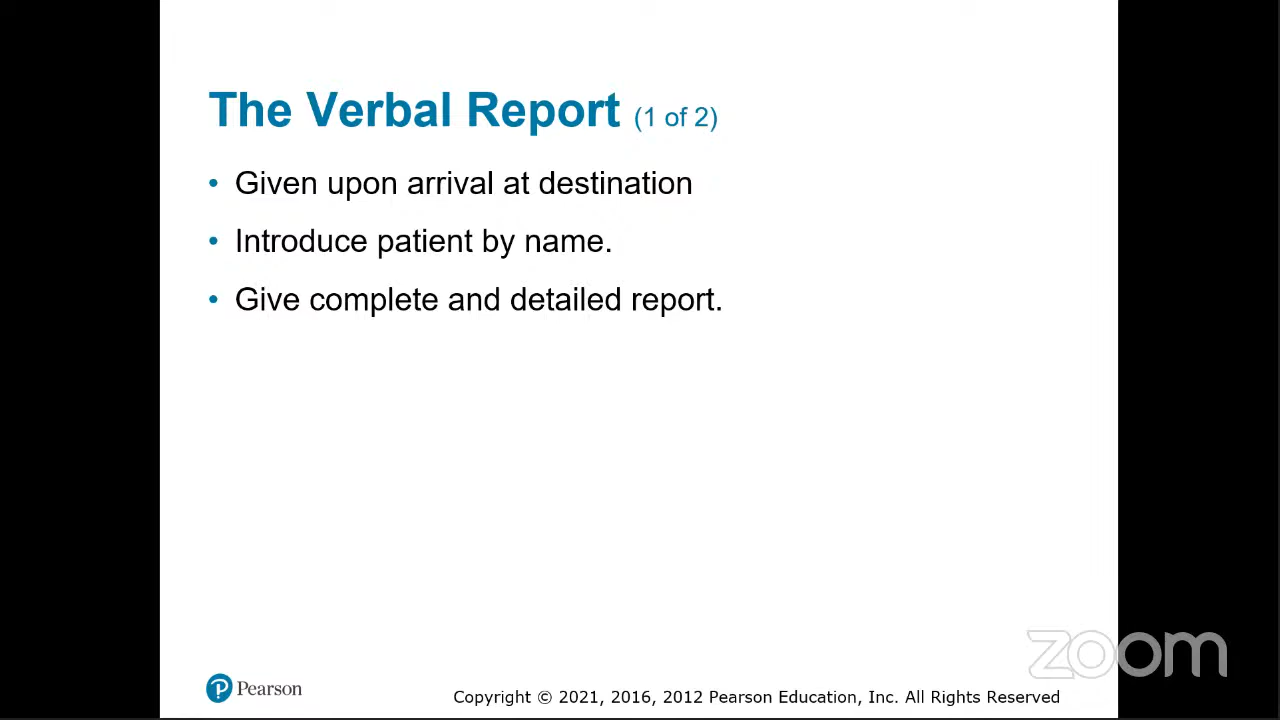 The Verbal Report (1 of 2)
• Given upon arrival at destination
• Introduce patient by name.
• Give complete and detailed report.
Pearson
Copyright © 2021, 2016, 2012 Pearson Education, Inc. All Rights Reserved
zoom